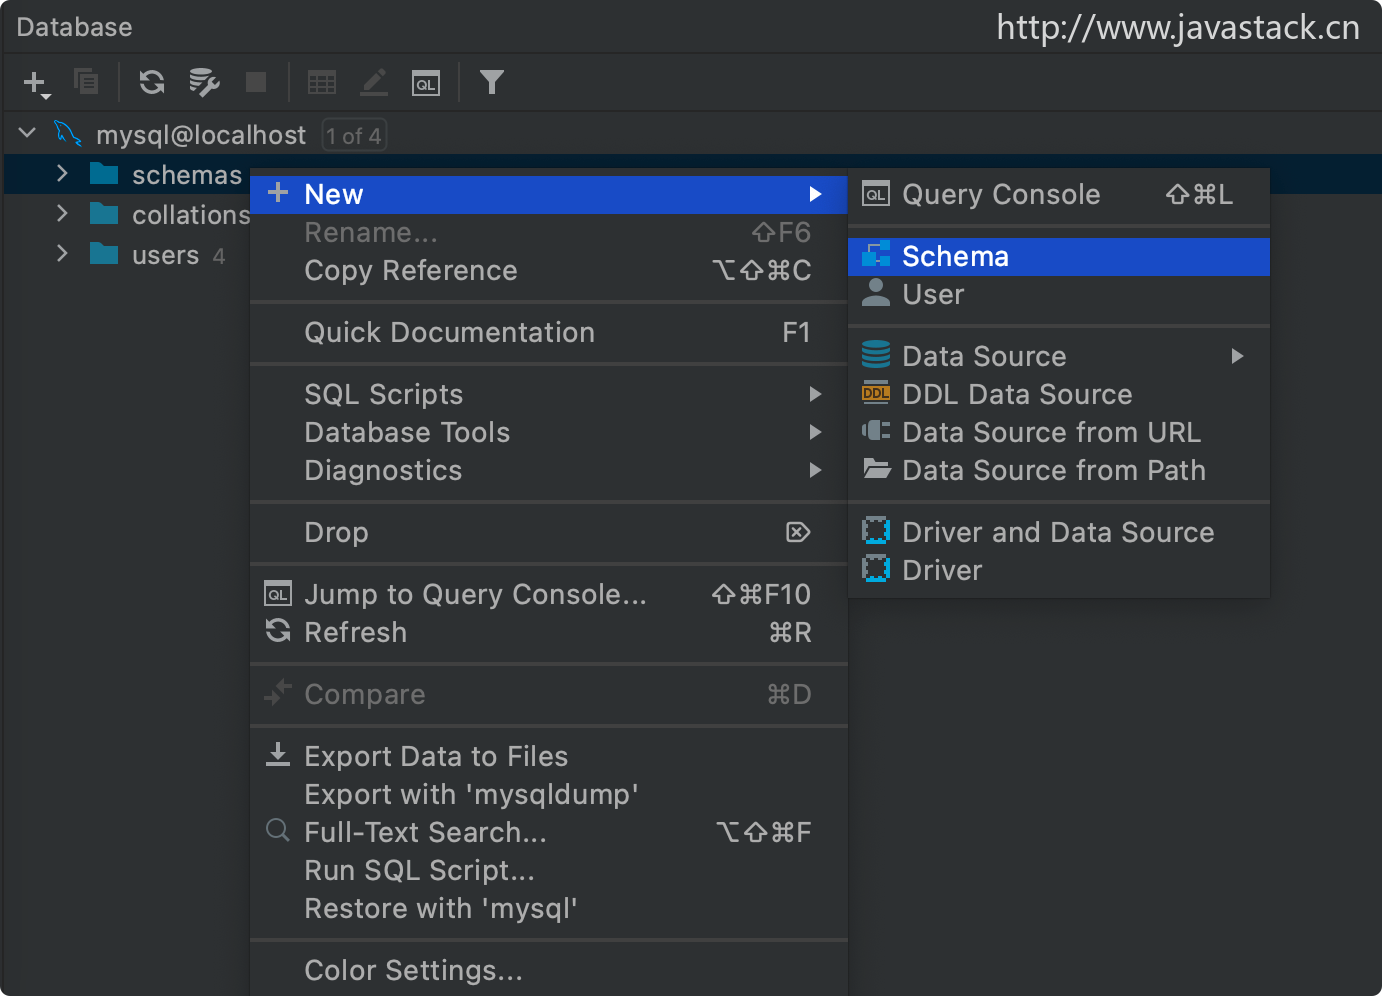 Database
http://www.javastack.cn
QL
mysql@localhost 1 of 4
schemas
collations
users 4
New
Rename... ⇧F6
Copy Reference ⌥⇧⌘C
Quick Documentation F1
SQL Scripts
Database Tools
Diagnostics
Drop ⌦
QL Jump to Query Console... ⇧⌘F10
Refresh ⌘R
Compare ⌘D
Export Data to Files
Export with 'mysqldump'
Full-Text Search... ⌥⇧⌘F
Run SQL Script...
Restore with 'mysql'
Color Settings...
QL Query Console ⇧⌘L
Schema
User
Data Source
DDL DDL Data Source
Data Source from URL
Data Source from Path
Driver and Data Source
Driver